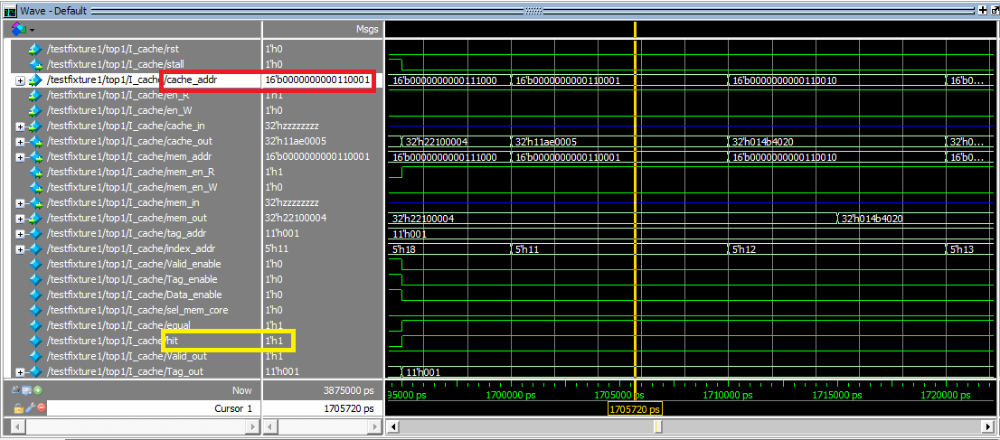 Wave - Default
Msgs
/testfixture1/top1/I_cache/rst 1'h0
/testfixture1/top1/I_cache/stall 1'h0
/testfixture1/top1/I_cache/cache_addr 16'b0000000000110001 16'b0000000000111000 16'b0000000000110001 16'b0000000000110010 16'b0...
/testfixture1/top1/I_cache/en_R 1'h1
/testfixture1/top1/I_cache/en_W 1'h0
/testfixture1/top1/I_cache/cache_in 32'hzzzzzzzz
/testfixture1/top1/I_cache/cache_out 32'h11ae0005 32'h22100004 32'h11ae0005 32'h014b4020 32'h0...
/testfixture1/top1/I_cache/mem_addr 16'b0000000000110001 16'b0000000000111000 16'b0000000000110001 16'b0000000000110010 16'b0...
/testfixture1/top1/I_cache/mem_en_R 1'h1
/testfixture1/top1/I_cache/mem_en_W 1'h0
/testfixture1/top1/I_cache/mem_in 32'hzzzzzzzz
/testfixture1/top1/I_cache/mem_out 32'h22100004 32'h22100004 32'h014b4020
/testfixture1/top1/I_cache/tag_addr 11'h001 11'h001
/testfixture1/top1/I_cache/index_addr 5'h11 5'h18 5'h11 5'h12 5'h13
/testfixture1/top1/I_cache/Valid_enable 1'h0
/testfixture1/top1/I_cache/Tag_enable 1'h0
/testfixture1/top1/I_cache/Data_enable 1'h0
/testfixture1/top1/I_cache/sel_mem_core 1'h0
/testfixture1/top1/I_cache/equal 1'h1
/testfixture1/top1/I_cache/hit 1'h1
/testfixture1/top1/I_cache/Valid_out 1'h1
/testfixture1/top1/I_cache/Tag_out 11'h001 11'h001
Now 3875000 ps 95000 ps 1700000 ps 1705000 ps 1710000 ps 1715000 ps 1720000 ps
Cursor 1 1705720 ps 1705720 ps